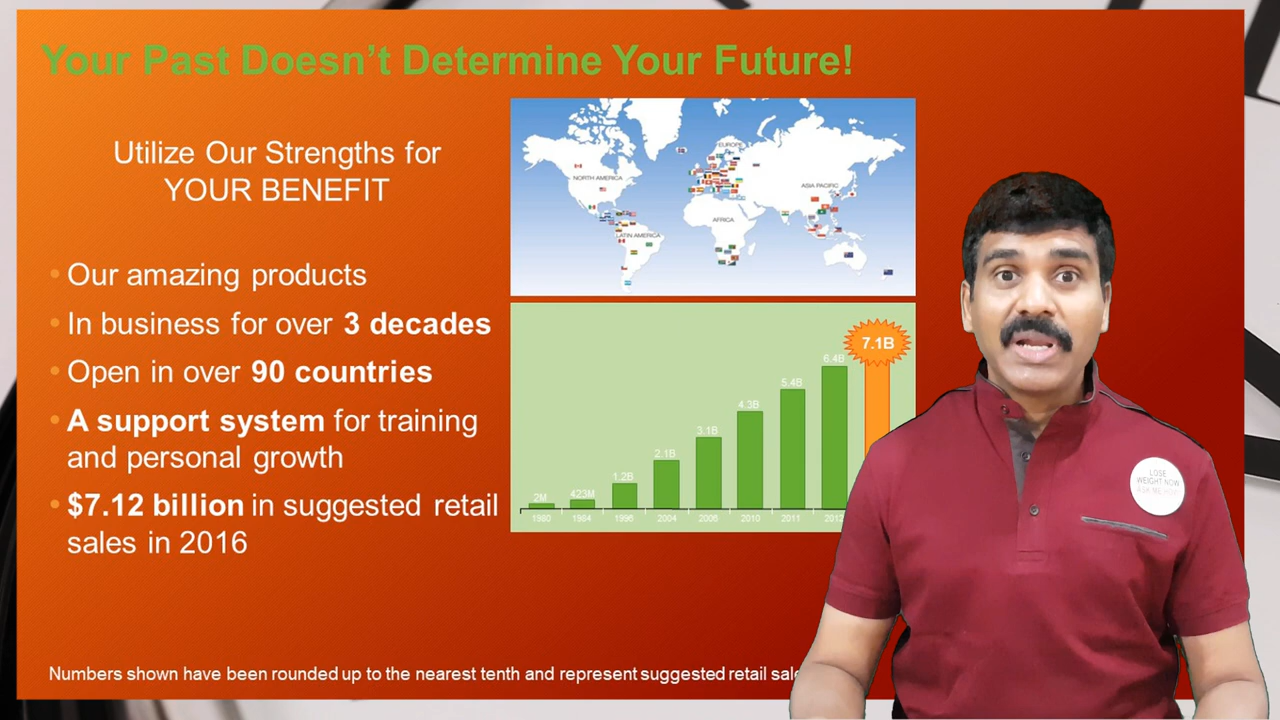 Your Past Doesn't Determine Your Future!
Utilize Our Strengths for
YOUR BENEFIT
• Our amazing products
• In business for over 3 decades
• Open in over 90 countries
• A support system for training
and personal growth
• $7.12 billion in suggested retail
sales in 2016
NORTH AMERICA
EUROPE
ASIA PACIFIC
AFRICA
LATIN AMERICA
7.1B
6.4B
5.4B
4.3B
3.1B
2.1B
1.2B
423M
2M
1980 1984 1996 2004 2010 2011 2012
LOSE
WEIGHT NOW
ASK ME HOW
Numbers shown have been rounded up to the nearest tenth and represent suggested retail